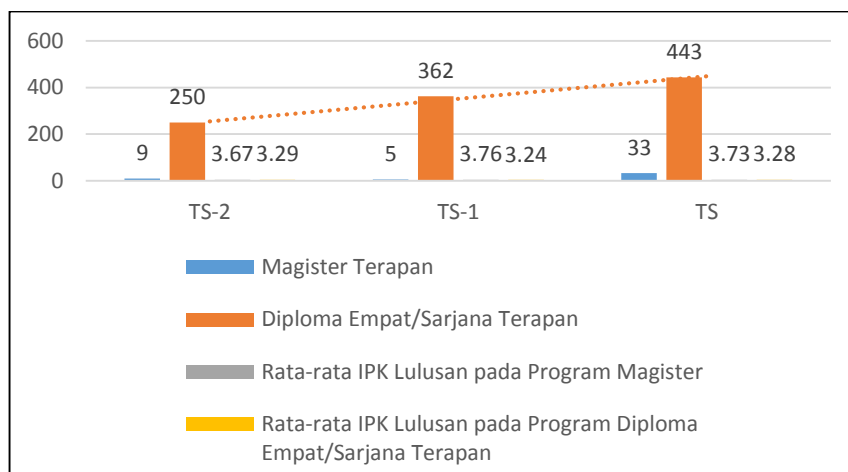 600
400
200
0
250
362
443
9
3.67 3.29
5
3.76 3.24
33
3.73 3.28
TS-2
TS-1
TS
Magister Terapan
Diploma Empat/Sarjana Terapan
Rata-rata IPK Lulusan pada Program Magister
Rata-rata IPK Lulusan pada Program Diploma
Empat/Sarjana Terapan